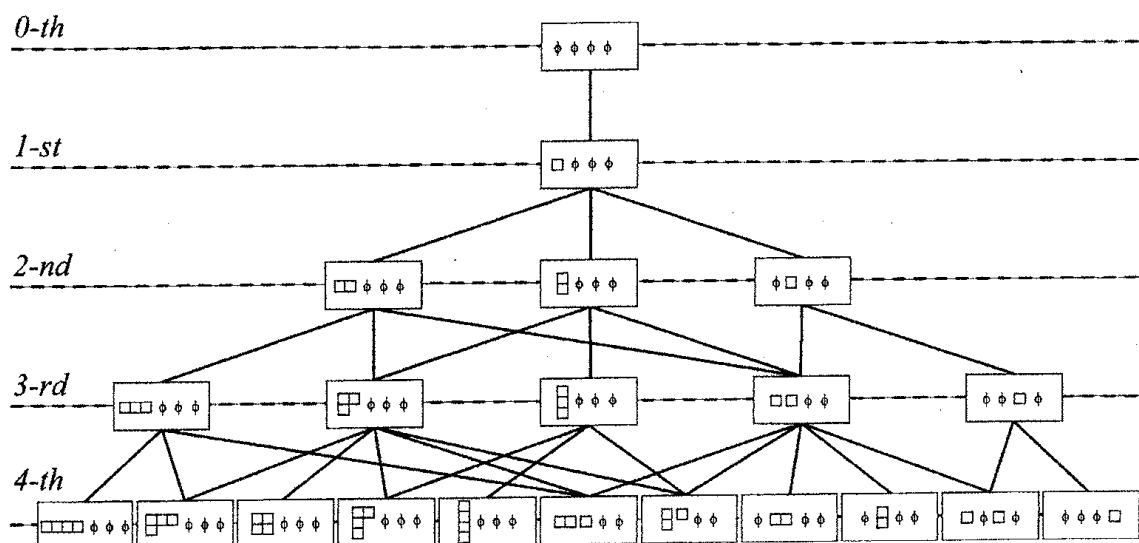 0-th
ϕ ϕ ϕ ϕ
1-st
□ ϕ ϕ ϕ
2-nd
□□ ϕ ϕ ϕ
ϕ ϕ ϕ
ϕ □ ϕ ϕ
3-rd
□□□ ϕ ϕ ϕ
ϕ ϕ ϕ
ϕ ϕ ϕ
□ □ ϕ ϕ
ϕ ϕ □ ϕ
4-th
□□□□ ϕ ϕ ϕ
ϕ ϕ ϕ
ϕ ϕ ϕ
ϕ ϕ ϕ
ϕ ϕ ϕ
□□ □ ϕ ϕ
□ ϕ ϕ
ϕ □□ ϕ ϕ
ϕ ϕ ϕ
□ ϕ □ ϕ
ϕ ϕ ϕ □